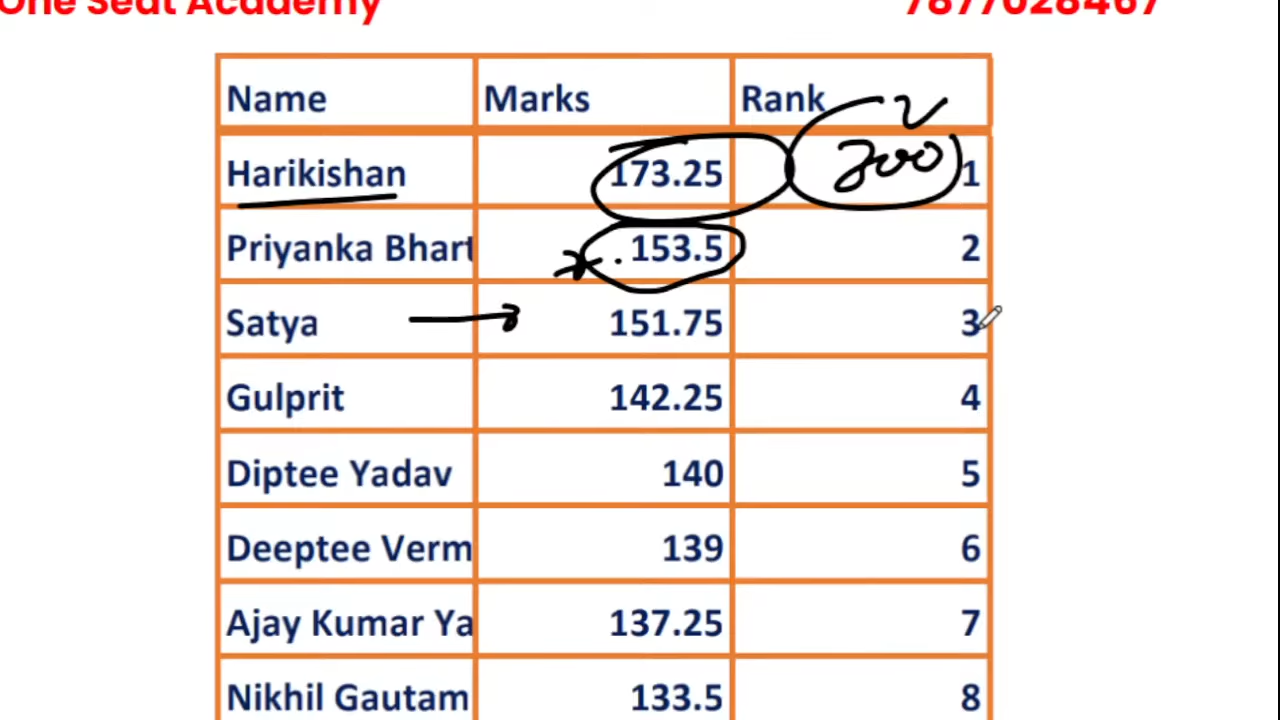 One Seat Academy 7877028467
Name Marks Rank
Harikishan 173.25 200 1
Priyanka Bhart 153.5 2
Satya 151.75 3
Gulprit 142.25 4
Diptee Yadav 140 5
Deeptee Verm 139 6
Ajay Kumar Ya 137.25 7
Nikhil Gautam 133.5 8